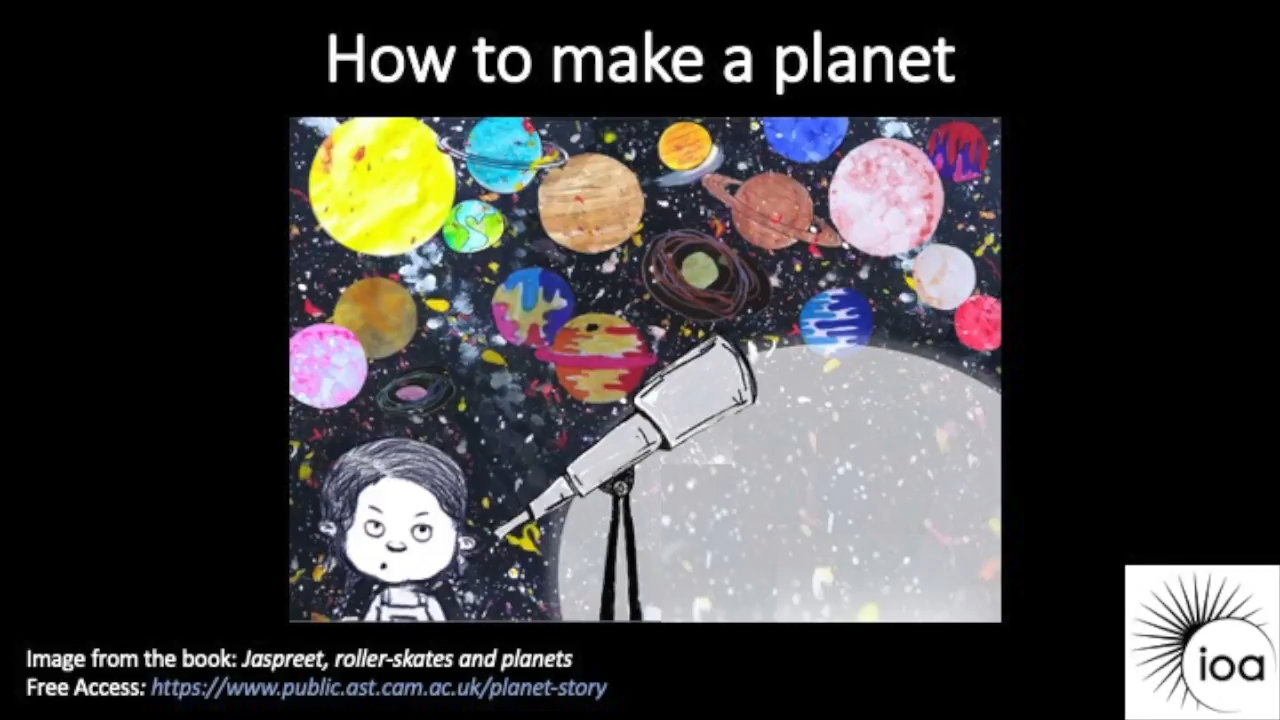 How to make a planet
Image from the book: Jaspreet, roller-skates and planets
Free Access: https://www.public.ast.cam.ac.uk/planet-story
ioa